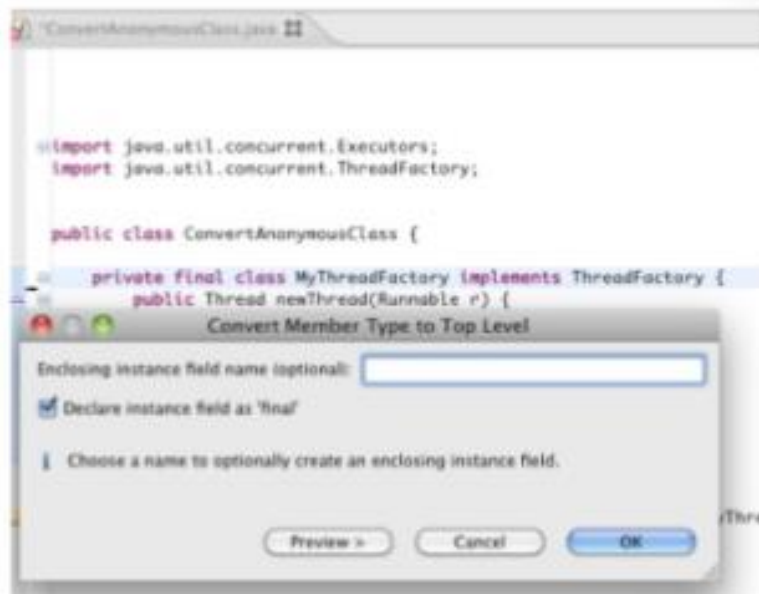 *ConvertAnonymousClass.java
import java.util.concurrent.Executors;
import java.util.concurrent.ThreadFactory;
public class ConvertAnonymousClass {
private final class MyThreadFactory implements ThreadFactory {
public Thread newThread(Runnable r) {
Convert Member Type to Top Level
Enclosing instance field name (optional):
Declare instance field as 'final'
Choose a name to optionally create an enclosing instance field.
yThre
Preview >
Cancel
OK